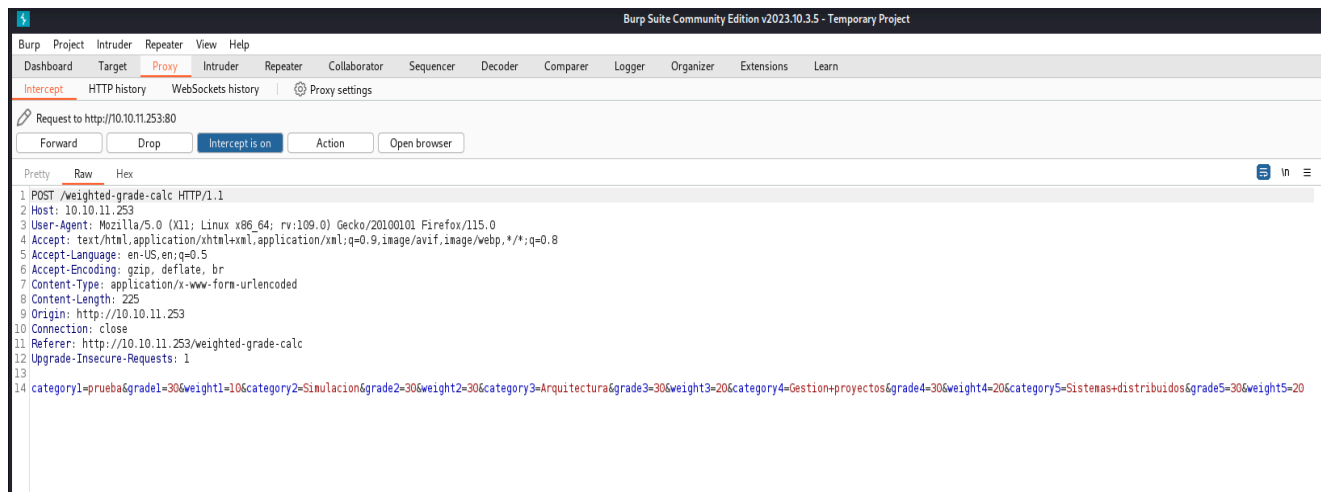 Burp Suite Community Edition v2023.10.3.5 - Temporary Project
Burp Project Intruder Repeater View Help
Dashboard Target Proxy Intruder Repeater Collaborator Sequencer Decoder Comparer Logger Organizer Extensions Learn
Intercept HTTP history WebSockets history Proxy settings
Request to http://10.10.11.253:80
Forward Drop Intercept is on Action Open browser
Pretty Raw Hex \n
1 POST /weighted-grade-calc HTTP/1.1
2 Host: 10.10.11.253
3 User-Agent: Mozilla/5.0 (X11; Linux x86_64; rv:109.0) Gecko/20100101 Firefox/115.0
4 Accept: text/html,application/xhtml+xml,application/xml;q=0.9,image/avif,image/webp,*/*;q=0.8
5 Accept-Language: en-US,en;q=0.5
6 Accept-Encoding: gzip, deflate, br
7 Content-Type: application/x-www-form-urlencoded
8 Content-Length: 225
9 Origin: http://10.10.11.253
10 Connection: close
11 Referer: http://10.10.11.253/weighted-grade-calc
12 Upgrade-Insecure-Requests: 1
13
14 category1=prueba&grade1=30&weight1=10&category2=Simulacion&grade2=30&weight2=30&category3=Arquitectura&grade3=30&weight3=20&category4=Gestion+proyectos&grade4=30&weight4=20&category5=Sistemas+distribuidos&grade5=30&weight5=20